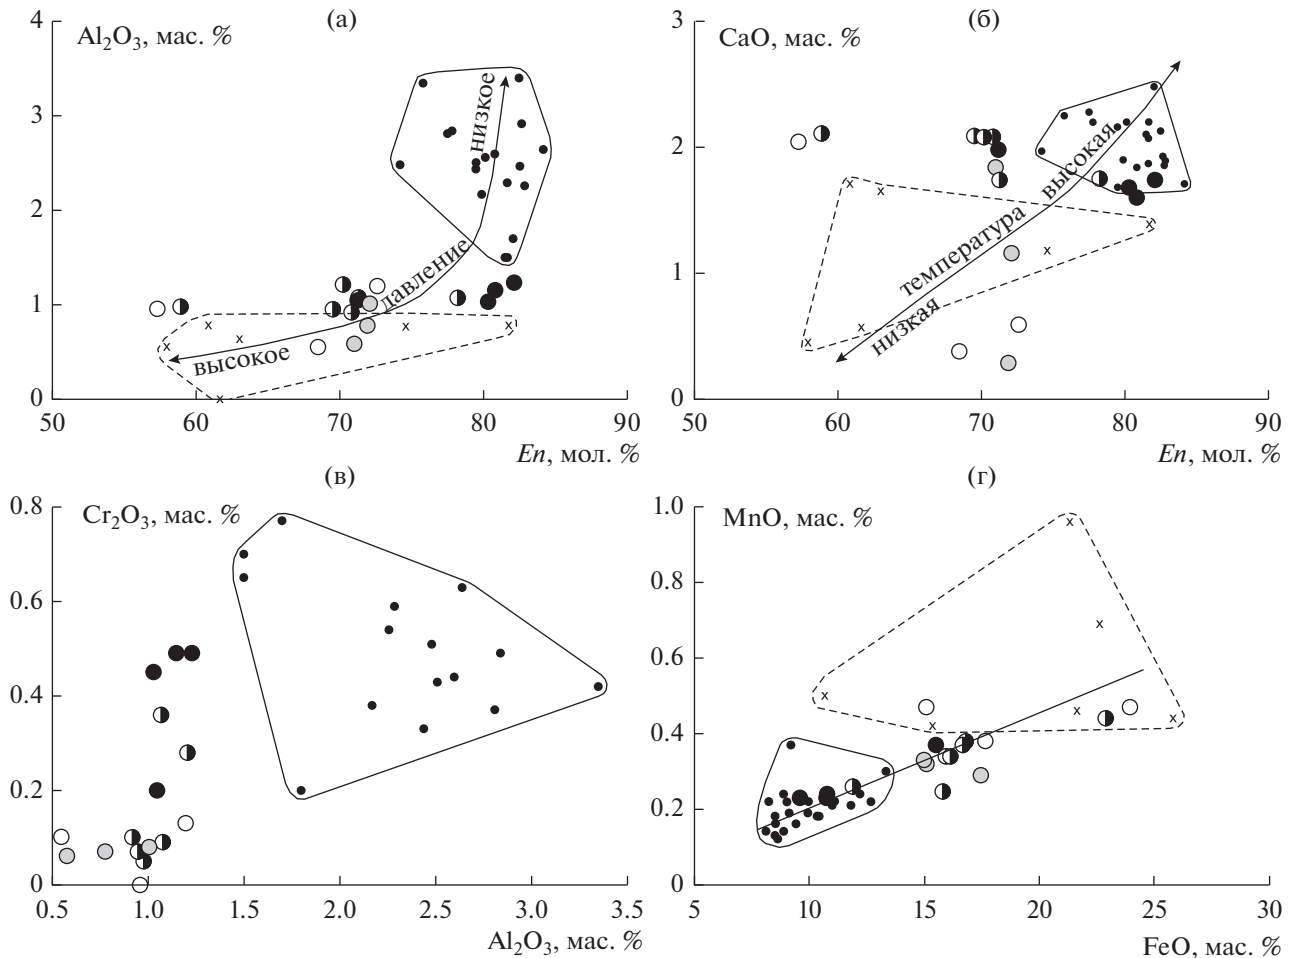 (а)
Al₂O₃, мас. %
4
3
2
1
0
низкое
давление
высокое
x
x
x
x
x
x
50
60
70
80
90
En, мол. %
(б)
CaO, мас. %
3
2
1
0
высокая
температура
низкая
x
x
x
x
x
x
50
60
70
80
90
En, мол. %
(в)
Cr₂O₃, мас. %
0.8
0.6
0.4
0.2
0
0.5
1.0
1.5
2.0
2.5
3.0
3.5
Al₂O₃, мас. %
(г)
MnO, мас. %
1.0
0.8
0.6
0.4
0.2
0
x
x
x
x
x
x
5
10
15
20
25
30
FeO, мас. %